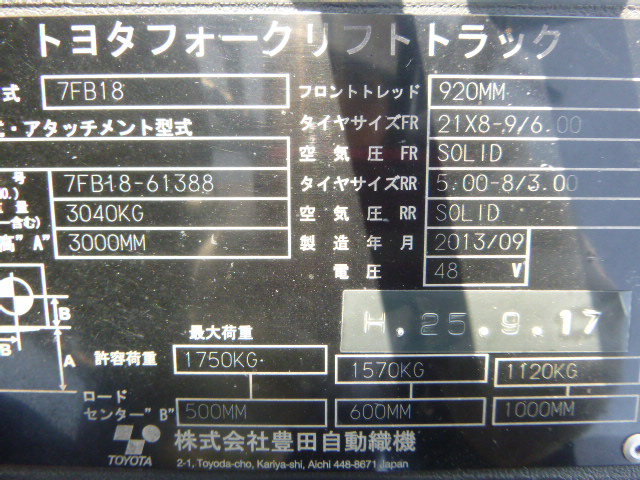 トヨタフォークリフトトラック
式 7FB18 フロントトレッド 920MM
式・アタッチメント型式 タイヤサイズFR 21X8-9/6.00
空気圧FR SOLID
号 7FB18-61388 タイヤサイズRR 5.00-8/3.00
量 3040KG 空気圧RR SOLID
含む)
高"A" 3000MM 製造年月 2013/09
電圧 48 V
H.25.9.17
B
最大荷重
B A
許容荷重 1750KG 1570KG 1120KG
ロード
センター"B" 500MM 600MM 1000MM
株式会社豊田自動織機
TOYOTA 2-1, Toyoda-cho, Kariya-shi, Aichi 448-8671 Japan